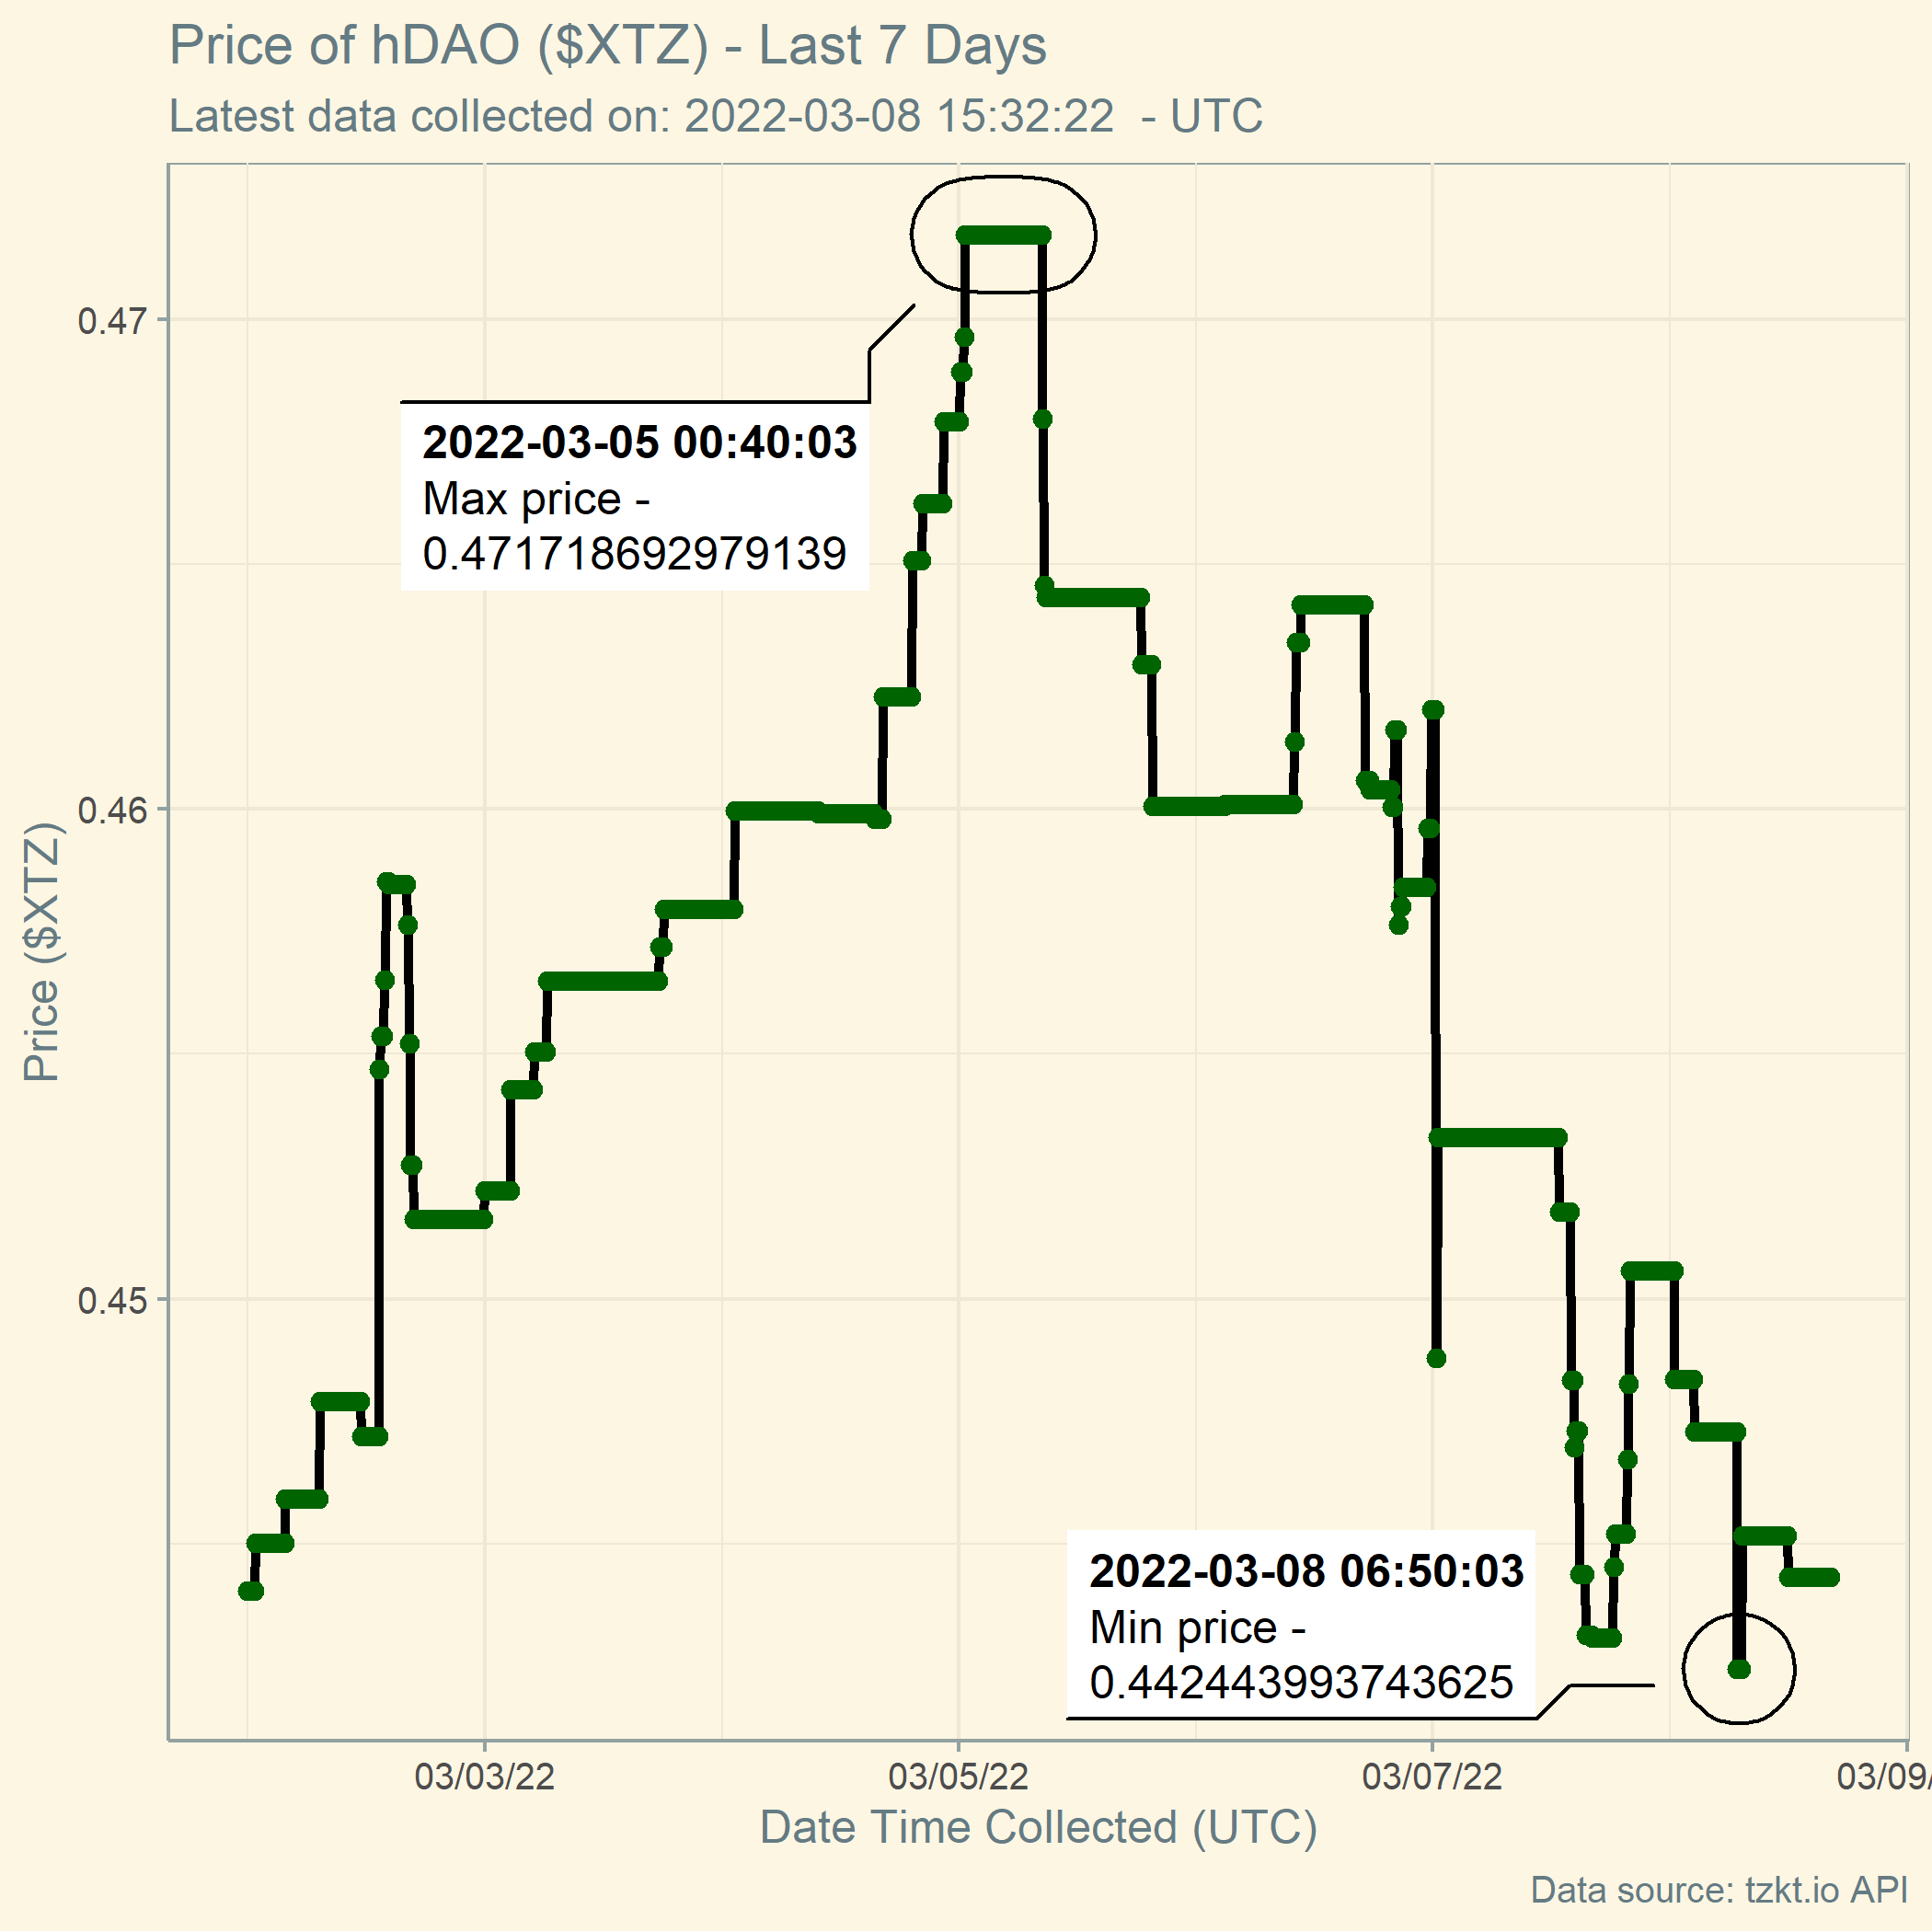 Price of hDAO ($XTZ) - Last 7 Days
Latest data collected on: 2022-03-08 15:32:22  - UTC
0.47
2022-03-05 00:40:03
Max price -
0.471718692979139
0.46
Price ($XTZ)
0.45
2022-03-08 06:50:03
Min price -
0.442443993743625
03/03/22
03/05/22
03/07/22
03/09/
Date Time Collected (UTC)
Data source: tzkt.io API